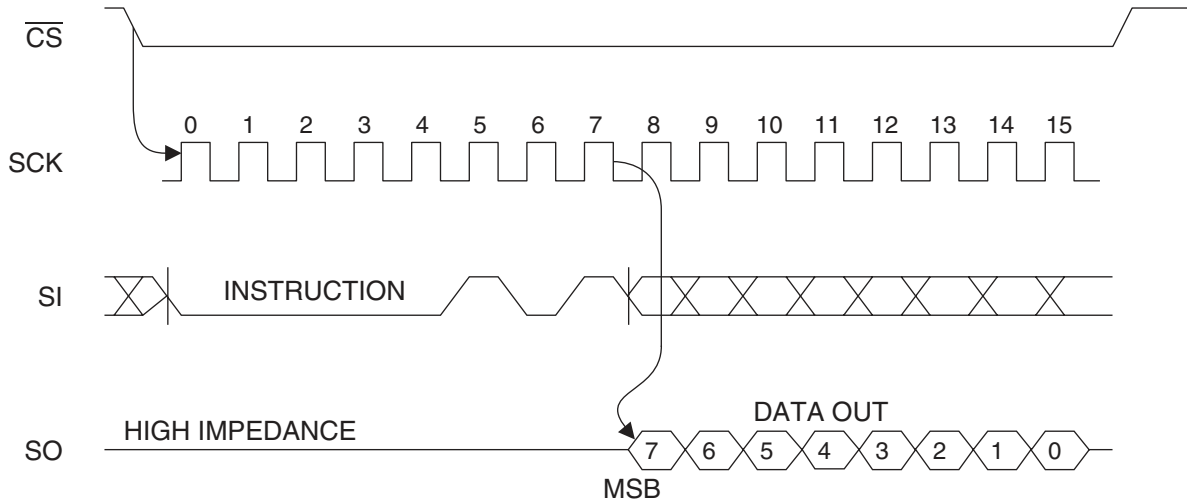 CS
0 1 2 3 4 5 6 7 8 9 10 11 12 13 14 15
SCK
SI INSTRUCTION
HIGH IMPEDANCE DATA OUT
SO 7 6 5 4 3 2 1 0
MSB